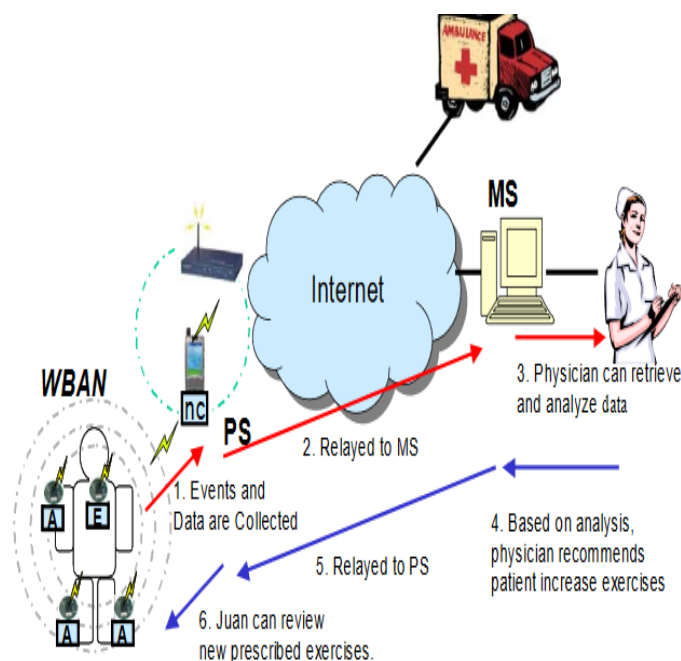 AMBULANCE
MS
Internet
WBAN
nc
PS
3. Physician can retrieve
and analyze data
2. Relayed to MS
1. Events and
Data are Collected
A
E
4. Based on analysis,
physician recommends
patient increase exercises
5. Relayed to PS
A
A
6. Juan can review
new prescribed exercises.